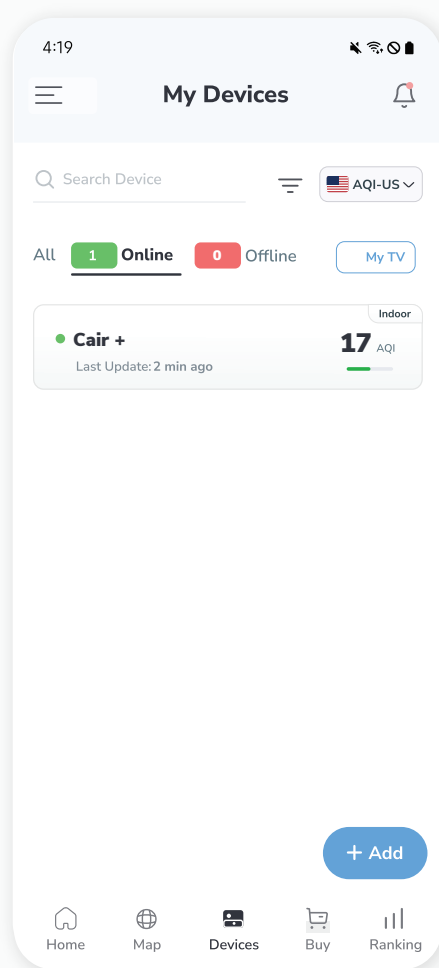 4:19
My Devices
Search Device
AQI-US
All 1 Online 0 Offline My TV
Indoor
Cair + 17 AQI
Last Update: 2 min ago
+ Add
Home Map Devices Buy Ranking